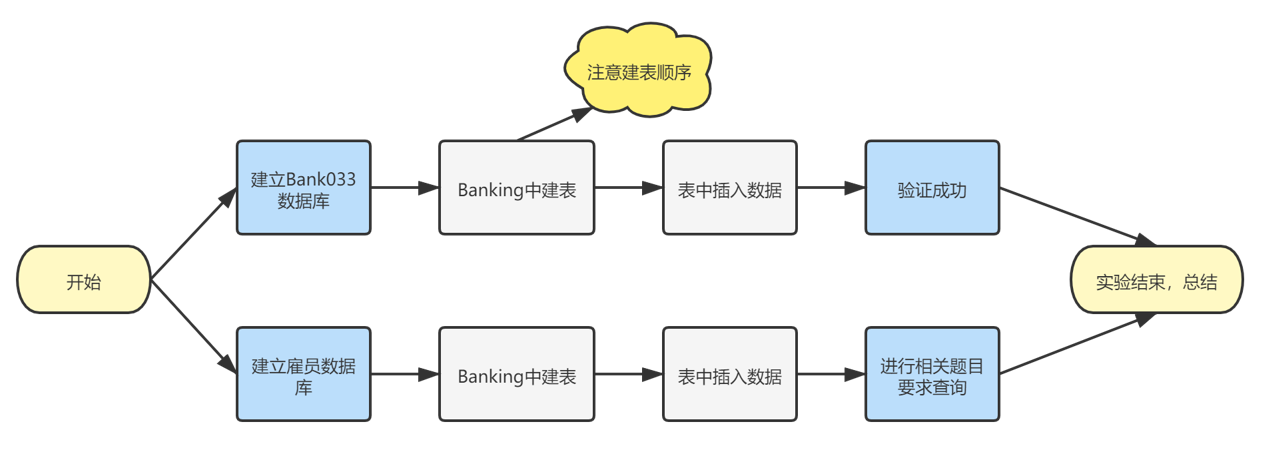 注意建表顺序
建立Bank033
数据库
Banking中建表
表中插入数据
验证成功
开始
实验结束，总结
建立雇员数据
库
Banking中建表
表中插入数据
进行相关题目
要求查询